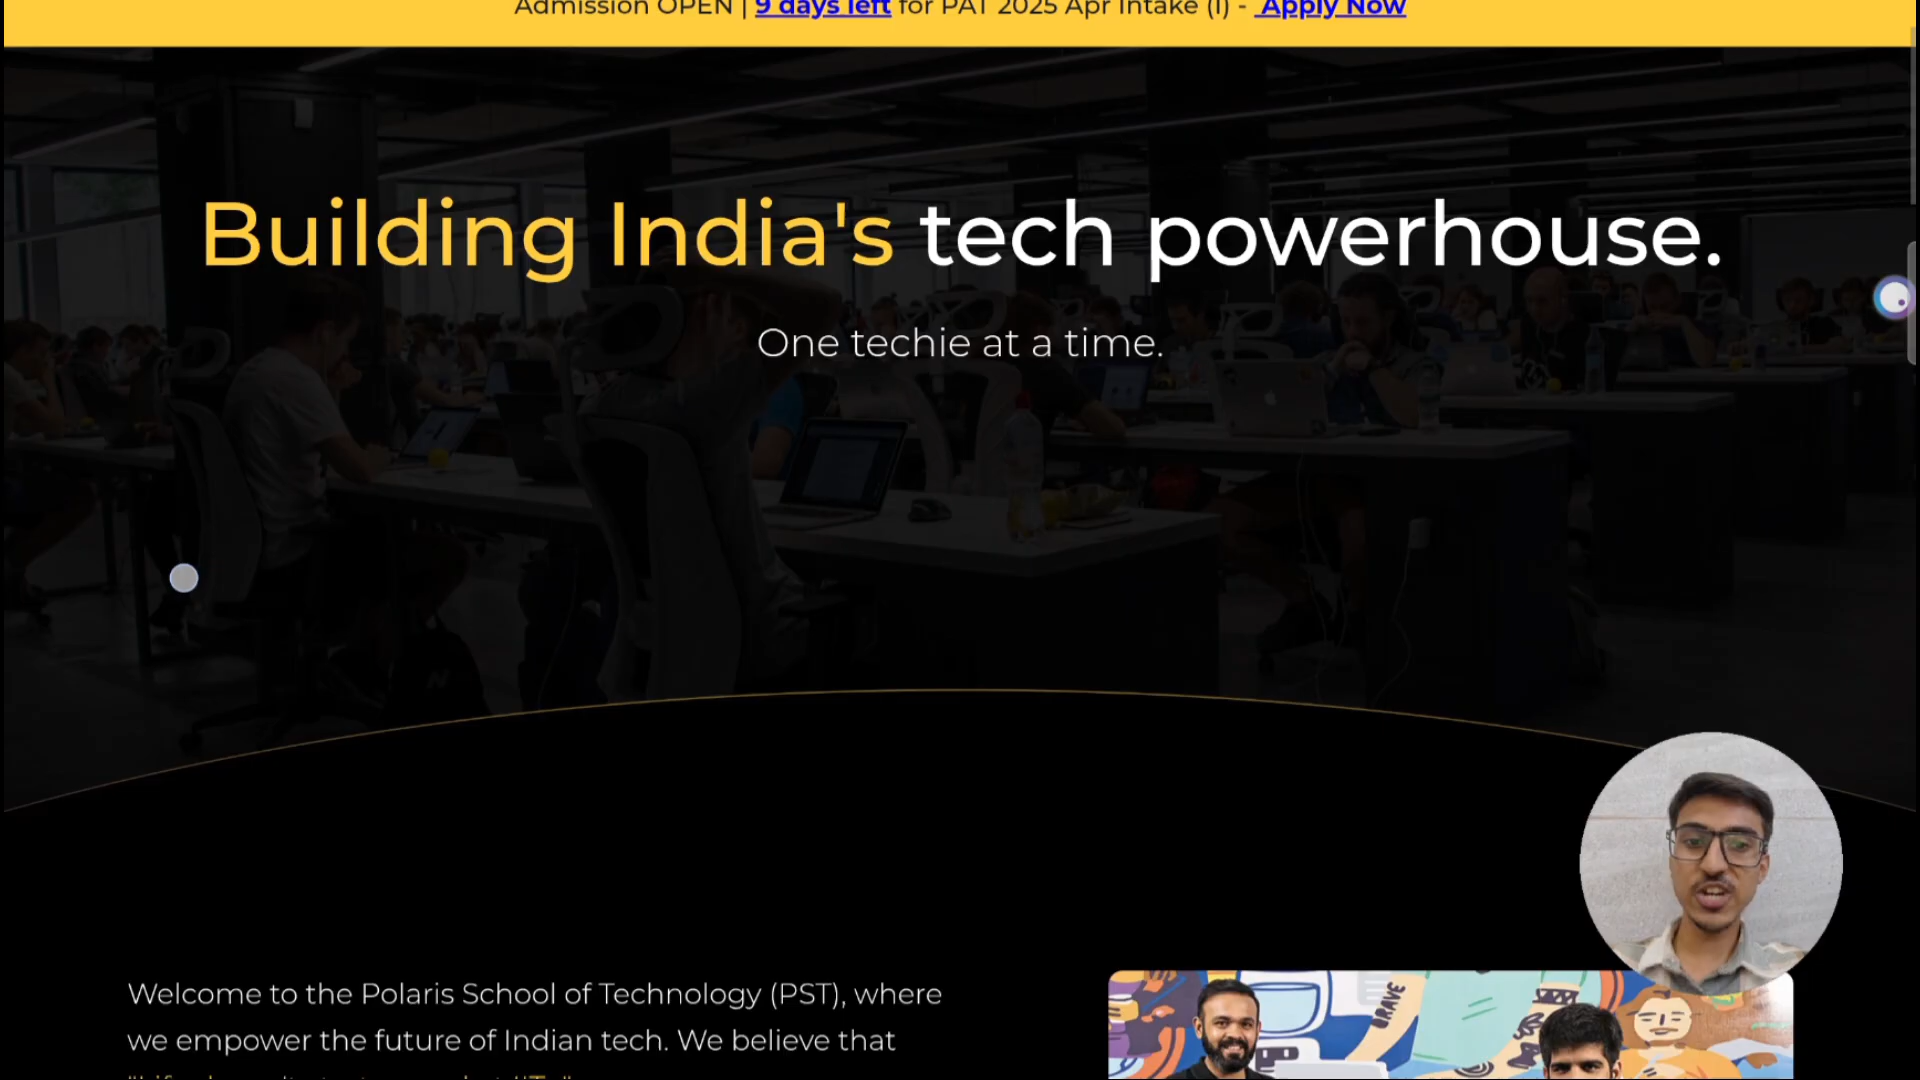 Admission OPEN | 9 days left for PAT 2025 Apr Intake (I) - Apply Now
Building India's tech powerhouse.
One techie at a time.
Welcome to the Polaris School of Technology (PST), where
we empower the future of Indian tech. We believe that
BRAVE